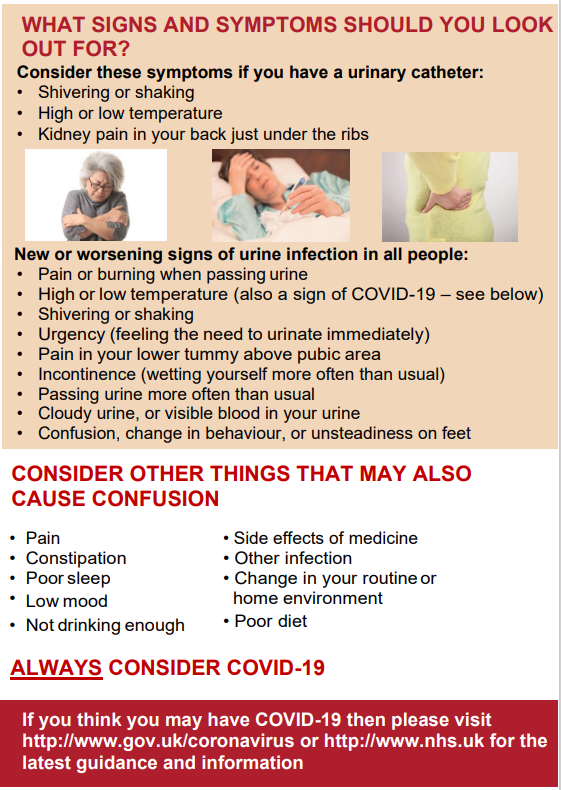 WHAT SIGNS AND SYMPTOMS SHOULD YOU LOOK
OUT FOR?
Consider these symptoms if you have a urinary catheter:
• Shivering or shaking
• High or low temperature
• Kidney pain in your back just under the ribs
New or worsening signs of urine infection in all people:
• Pain or burning when passing urine
• High or low temperature (also a sign of COVID-19 – see below)
• Shivering or shaking
• Urgency (feeling the need to urinate immediately)
• Pain in your lower tummy above pubic area
• Incontinence (wetting yourself more often than usual)
• Passing urine more often than usual
• Cloudy urine, or visible blood in your urine
• Confusion, change in behaviour, or unsteadiness on feet
CONSIDER OTHER THINGS THAT MAY ALSO
CAUSE CONFUSION
• Pain
• Constipation
• Poor sleep
• Low mood
• Not drinking enough
• Side effects of medicine
• Other infection
• Change in your routine or
home environment
• Poor diet
ALWAYS CONSIDER COVID-19
If you think you may have COVID-19 then please visit
http://www.gov.uk/coronavirus or http://www.nhs.uk for the
latest guidance and information